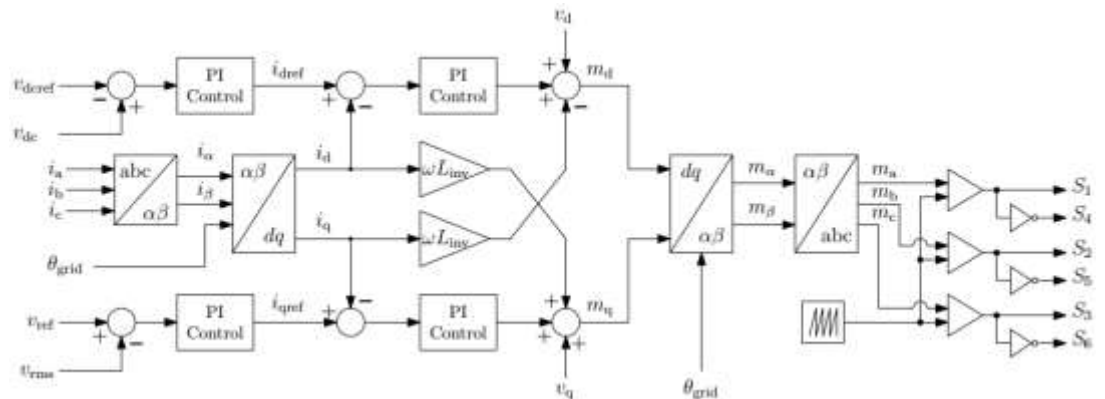 v_d
v_dcref
PI
Control
i_dref
PI
Control
m_d
v_dc
i_a
i_b
i_c
abc
αβ
i_α
i_β
αβ
dq
i_d
i_q
ωL_inv
ωL_inv
θ_grid
dq
αβ
m_α
m_β
αβ
abc
m_a
m_b
m_c
S_1
S_4
S_2
S_5
S_3
S_6
v_ref
PI
Control
i_qref
PI
Control
m_q
v_rms
v_q
θ_grid